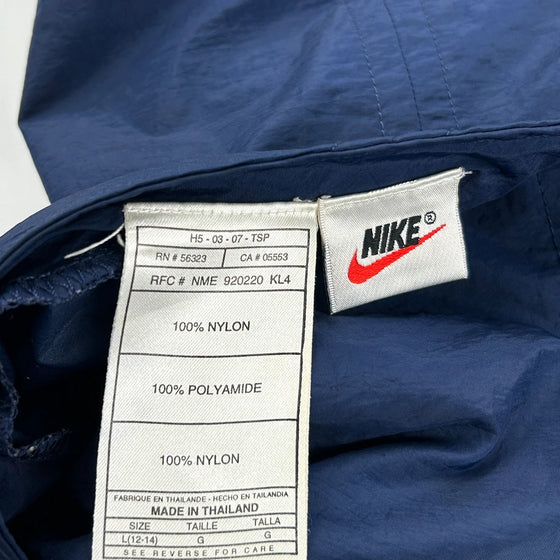 H5 - 03 - 07 - TSP
RN # 56323 CA # 05553
RFC # NME 920220 KL4
100% NYLON
100% POLYAMIDE
100% NYLON
FABRIQUE EN THAILANDE - HECHO EN TAILANDIA
MADE IN THAILAND
SIZE TAILLE TALLA
L(12-14) G G
SEE REVERSE FOR CARE
NIKE ®